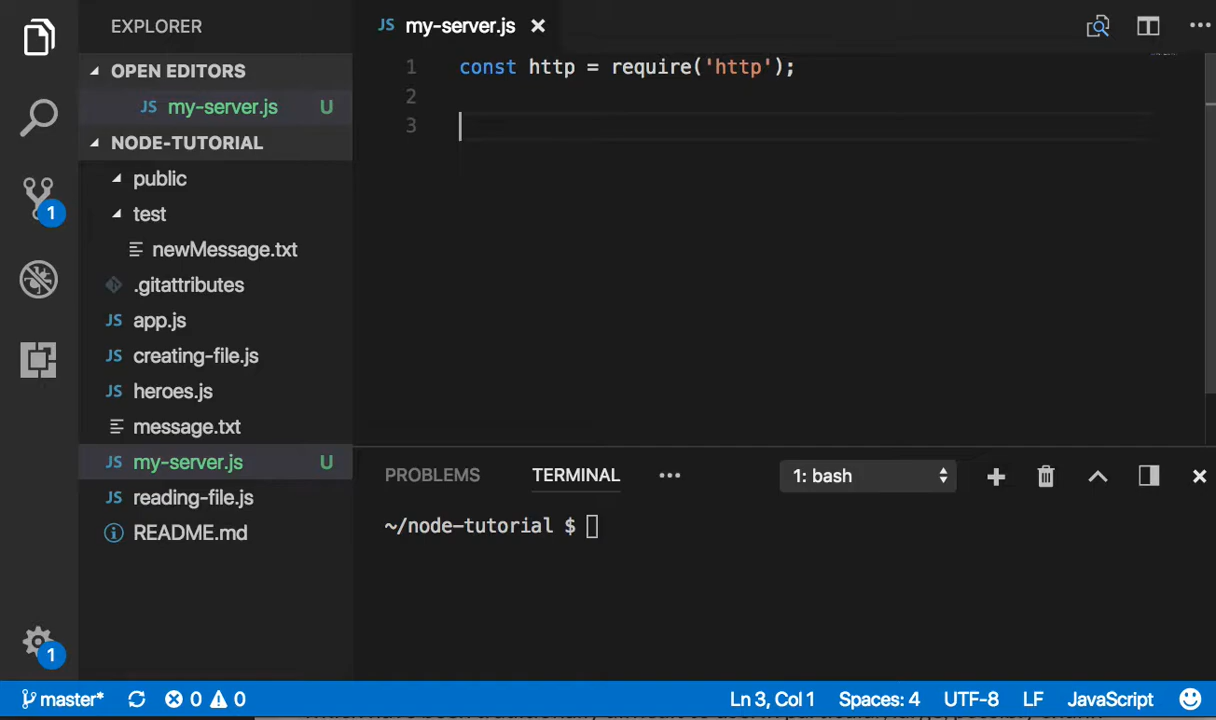 EXPLORER
OPEN EDITORS
JS my-server.js U
NODE-TUTORIAL
public
test
newMessage.txt
.gitattributes
JS app.js
JS creating-file.js
JS heroes.js
message.txt
JS my-server.js U
JS reading-file.js
README.md
1
1
JS my-server.js
1 const http = require('http');
2
3
PROBLEMS TERMINAL 1: bash
~/node-tutorial $
master* 0 0 Ln 3, Col 1 Spaces: 4 UTF-8 LF JavaScript